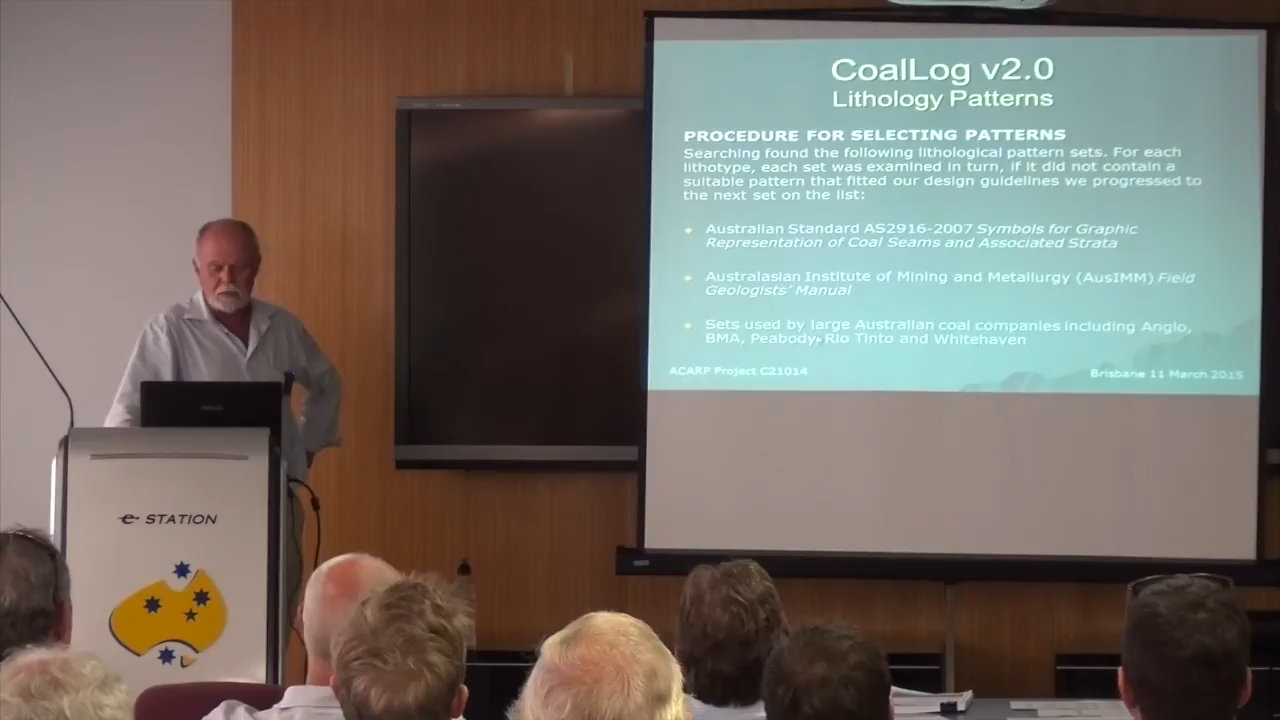 CoalLog v2.0
Lithology Patterns
PROCEDURE FOR SELECTING PATTERNS
Searching found the following lithological pattern sets. For each
lithotype, each set was examined in turn, if it did not contain a
suitable pattern that fitted our design guidelines we progressed to
the next set on the list:
Australian Standard AS2916-2007 Symbols for Graphic
Representation of Coal Seams and Associated Strata
Australasian Institute of Mining and Metallurgy (AusIMM) Field
Geologists' Manual
Sets used by large Australian coal companies including Anglo,
BMA, Peabody, Rio Tinto and Whitehaven
ACARP Project C21014
Brisbane 11 March 2015
e-STATION